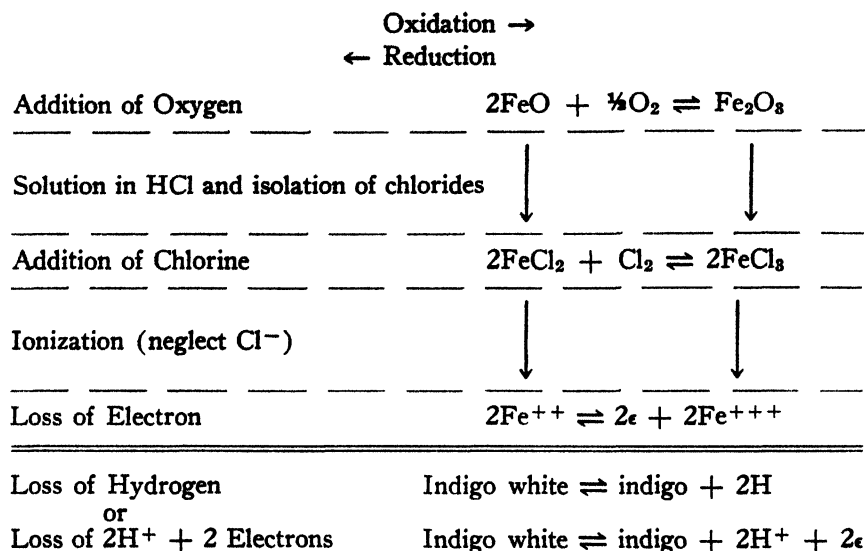 Oxidation →
← Reduction
Addition of Oxygen 2FeO + ½O₂ ⇌ Fe₂O₃
Solution in HCl and isolation of chlorides
Addition of Chlorine 2FeCl₂ + Cl₂ ⇌ 2FeCl₃
Ionization (neglect Cl⁻)
Loss of Electron 2Fe⁺⁺ ⇌ 2ε + 2Fe⁺⁺⁺
Loss of Hydrogen Indigo white ⇌ indigo + 2H
or
Loss of 2H⁺ + 2 Electrons Indigo white ⇌ indigo + 2H⁺ + 2ε